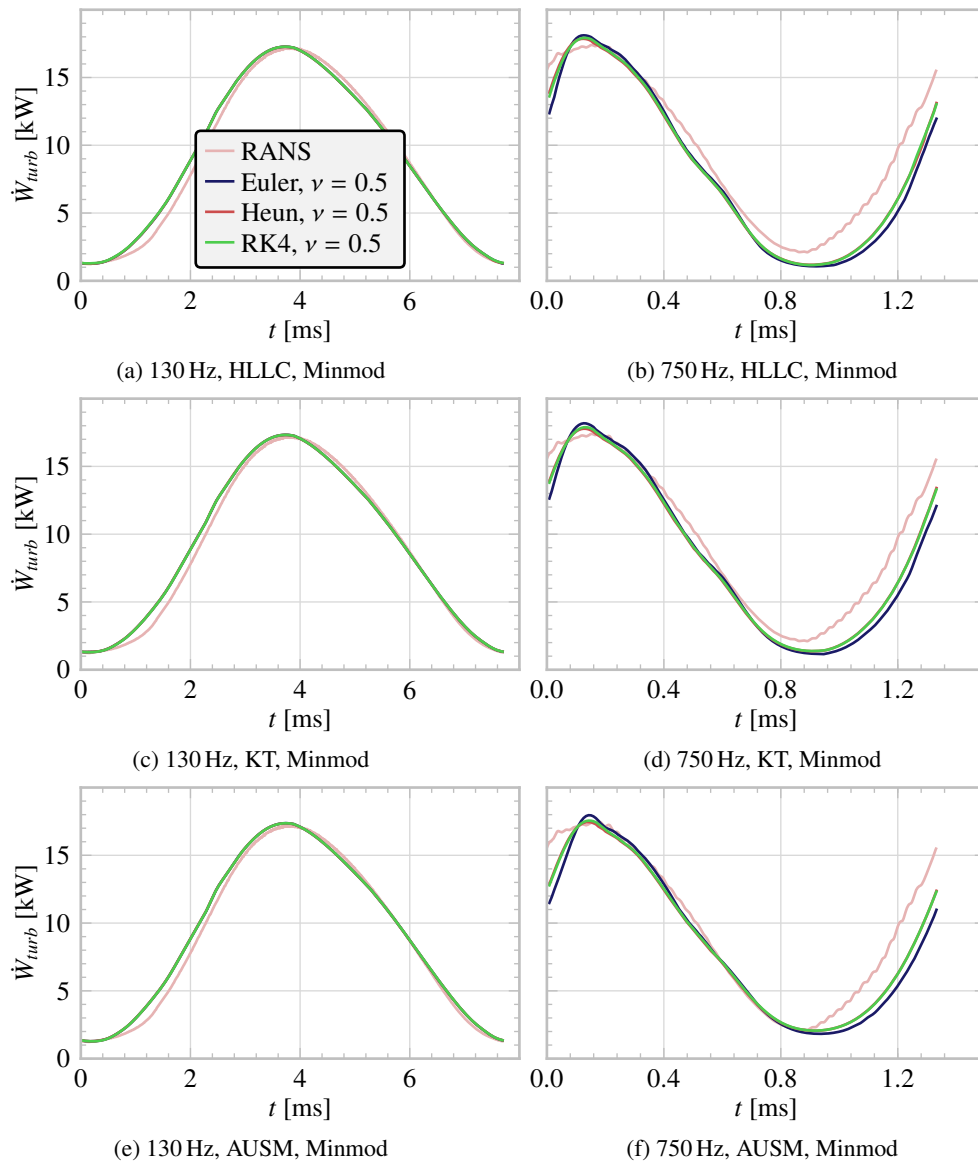 15
10
5
0
Ẇ_turb [kW]
RANS
Euler, ν = 0.5
Heun, ν = 0.5
RK4, ν = 0.5
0 2 4 6
0.0 0.4 0.8 1.2
t [ms]
t [ms]
(a) 130 Hz, HLLC, Minmod
(b) 750 Hz, HLLC, Minmod
15
10
5
0
Ẇ_turb [kW]
0 2 4 6
0.0 0.4 0.8 1.2
t [ms]
t [ms]
(c) 130 Hz, KT, Minmod
(d) 750 Hz, KT, Minmod
15
10
5
0
Ẇ_turb [kW]
0 2 4 6
0.0 0.4 0.8 1.2
t [ms]
t [ms]
(e) 130 Hz, AUSM, Minmod
(f) 750 Hz, AUSM, Minmod